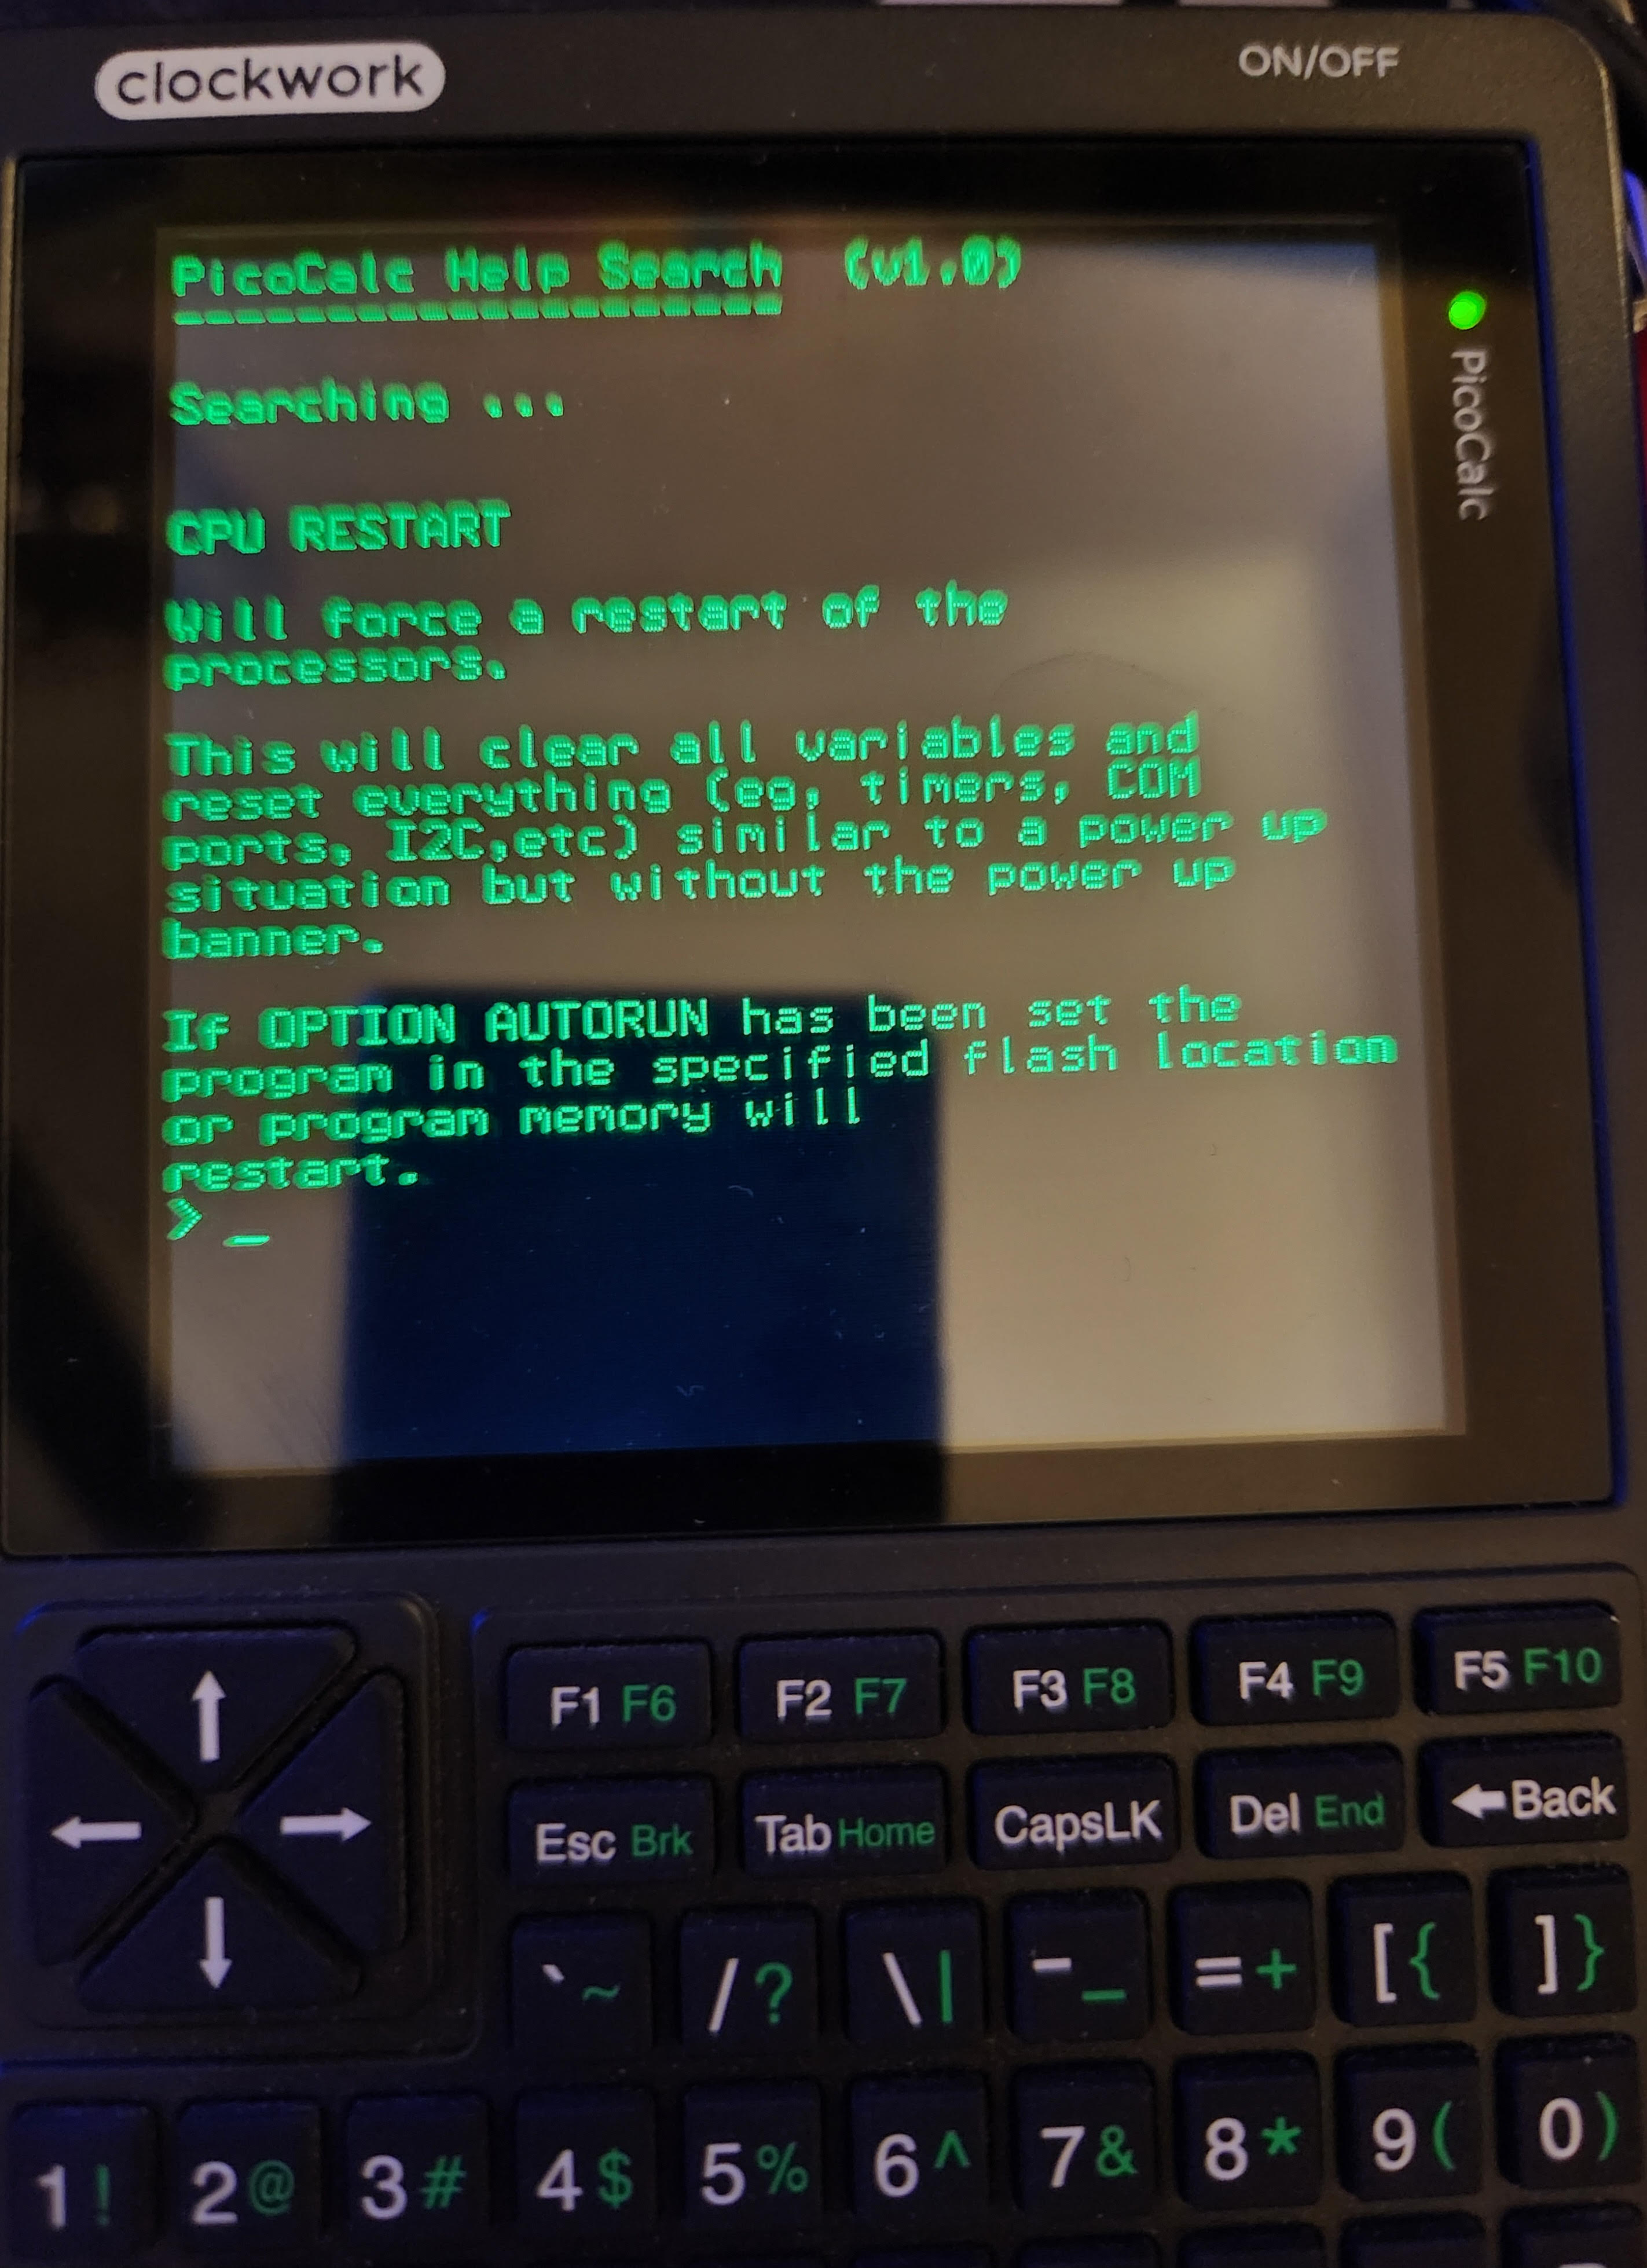 clockwork
ON/OFF
PicoCalc Help Search (v1.0)
Searching ...
CPU RESTART
Will force a restart of the
processors.
This will clear all variables and
reset everything (eg, timers, COM
ports, I2C,etc) similar to a power up
situation but without the power up
banner.
If OPTION AUTORUN has been set the
program in the specified flash location
or program memory will
restart.
> _
PicoCalc
F1 F6 F2 F7 F3 F8 F4 F9 F5 F10
Esc Brk Tab Home CapsLK Del End ←Back
` ~ / ? \ | - _ = + [ { ] }
1 ! 2 @ 3 # 4 $ 5 % 6 ^ 7 & 8 * 9 ( 0 )